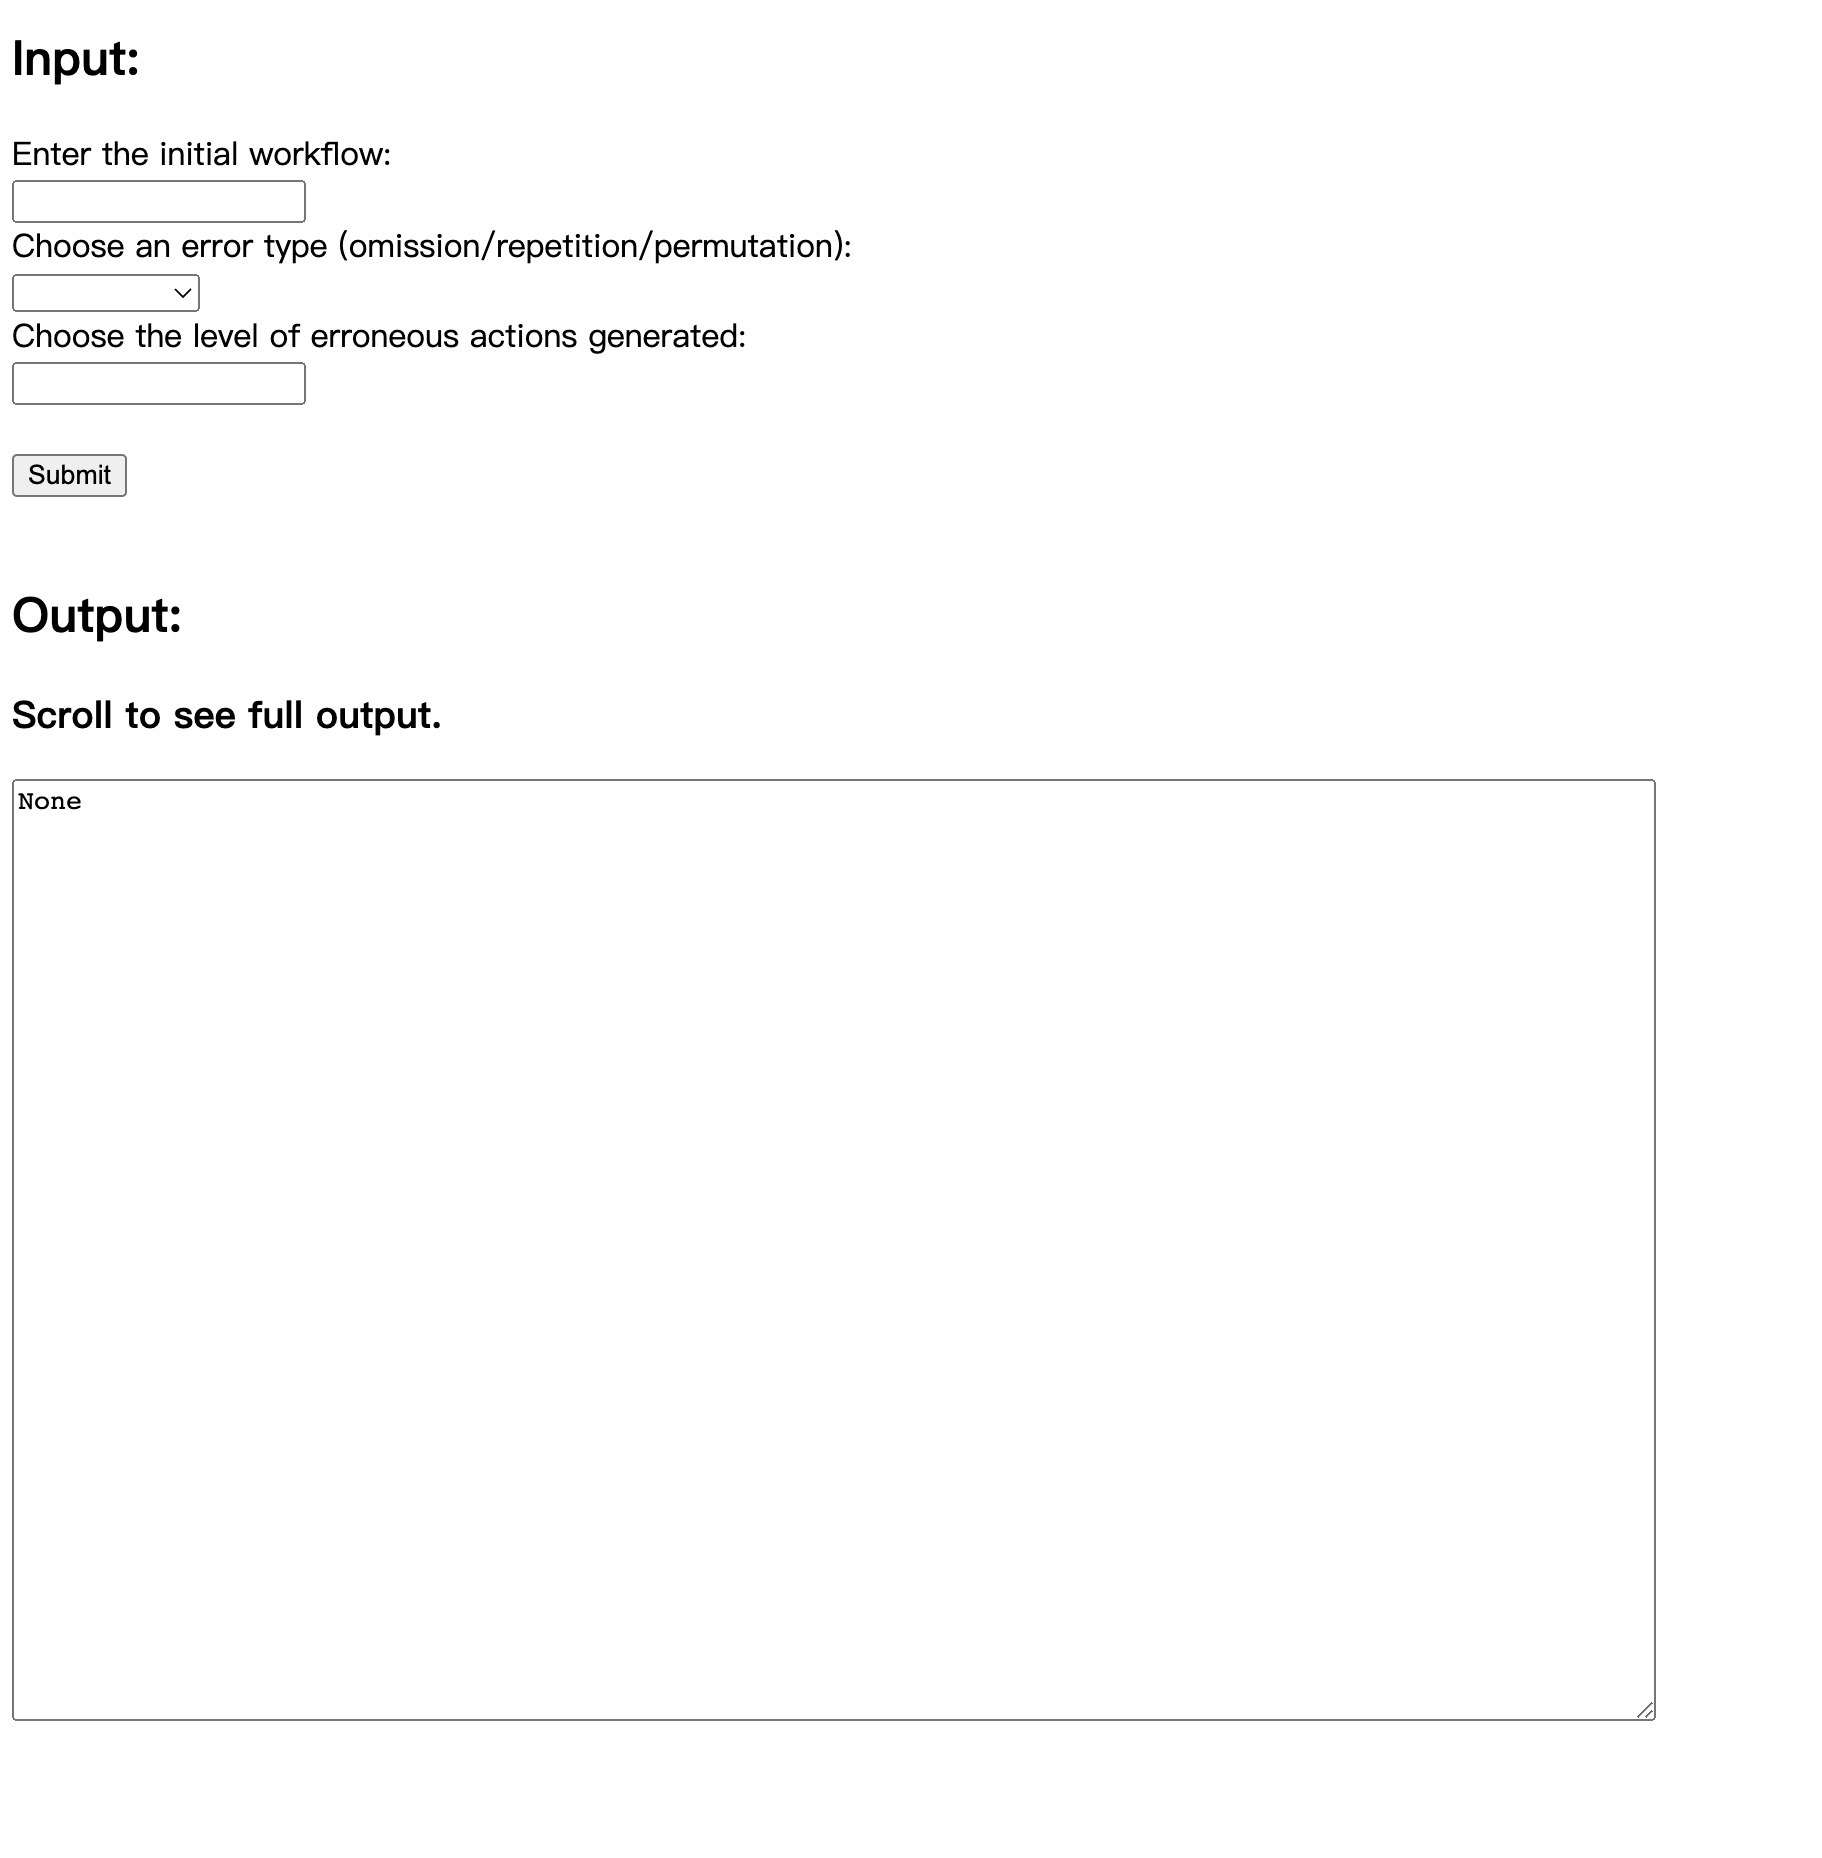 Input:
Enter the initial workflow:
Choose an error type (omission/repetition/permutation):
Choose the level of erroneous actions generated:
Submit
Output:
Scroll to see full output.
None